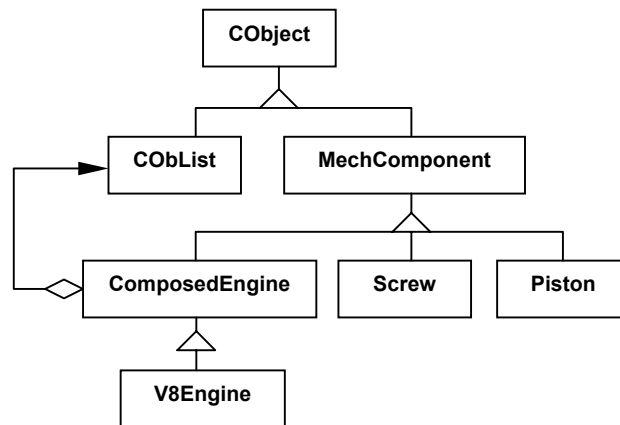 CObject
CObList
MechComponent
ComposedEngine
Screw
Piston
V8Engine